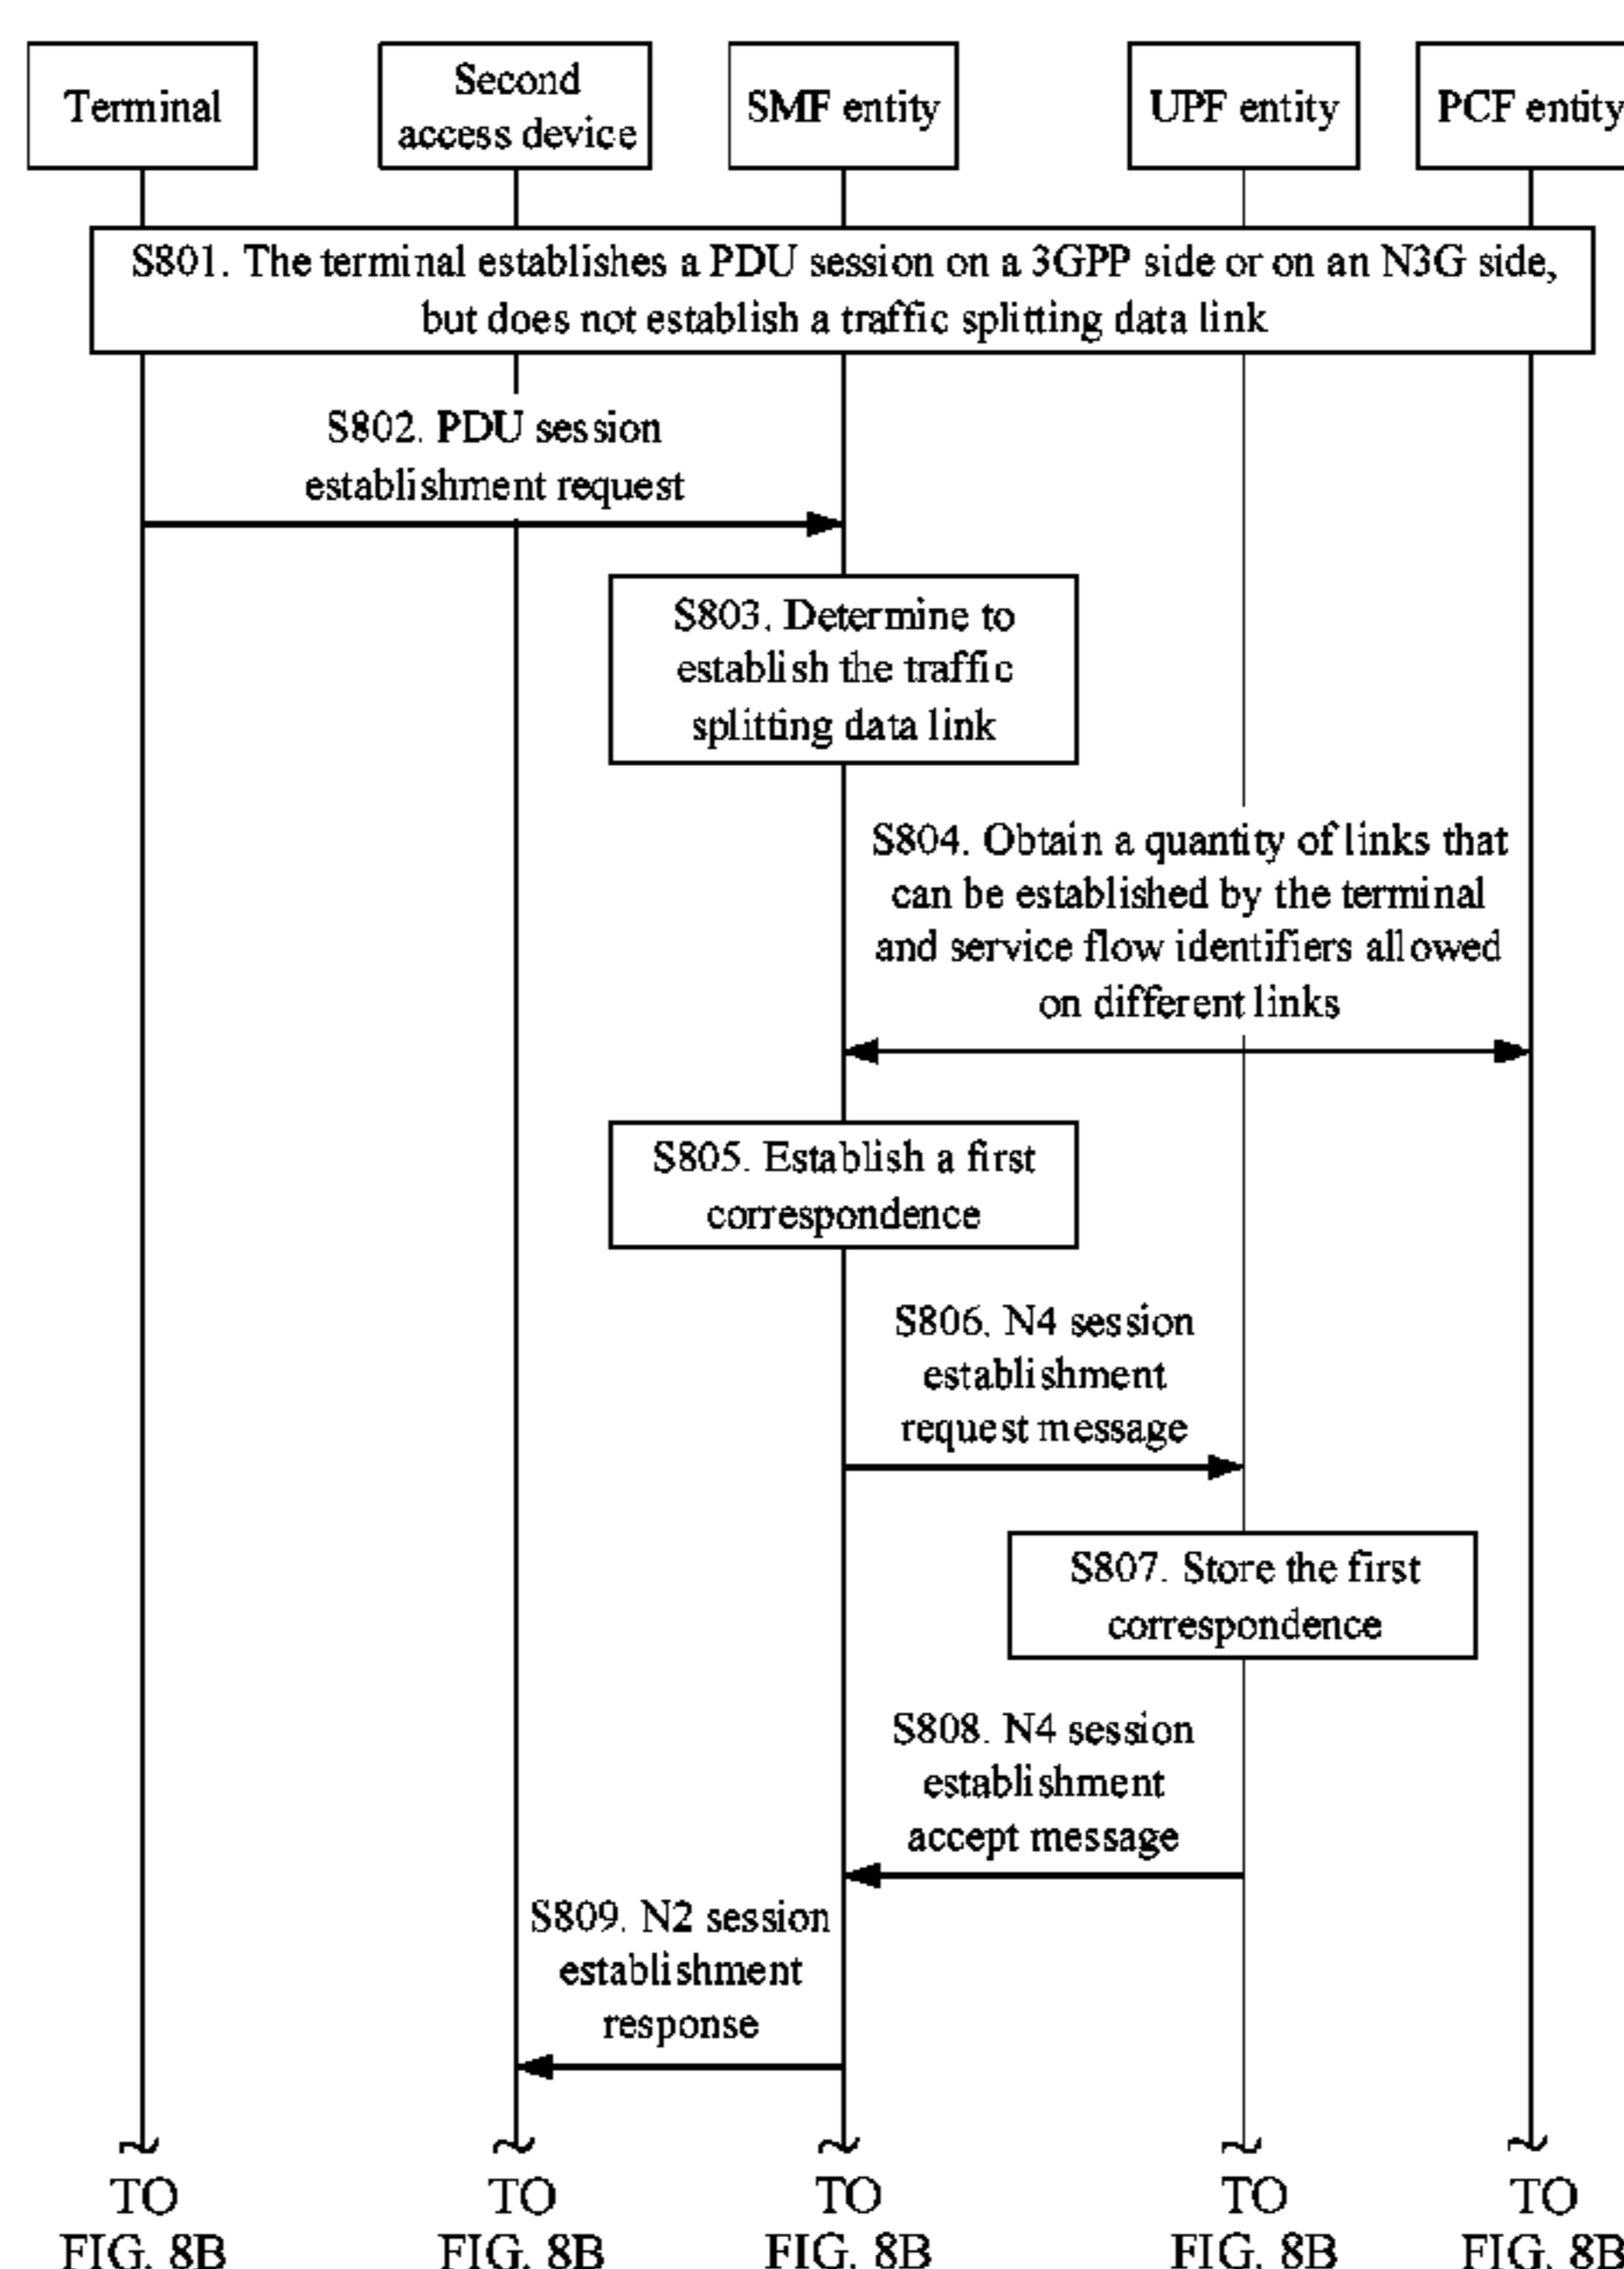 Terminal
Second
access device
SMF entity
UPF entity
PCF entity
S801. The terminal establishes a PDU session on a 3GPP side or on an N3G side,
but does not establish a traffic splitting data link
S802. PDU session
establishment request
S803. Determine to
establish the traffic
splitting data link
S804. Obtain a quantity of links that
can be established by the terminal
and service flow identifiers allowed
on different links
S805. Establish a first
correspondence
S806. N4 session
establishment
request message
S807. Store the first
correspondence
S808. N4 session
establishment
accept message
S809. N2 session
establishment
response
TO
FIG. 8B
TO
FIG. 8B
TO
FIG. 8B
TO
FIG. 8B
TO
FIG. 8B